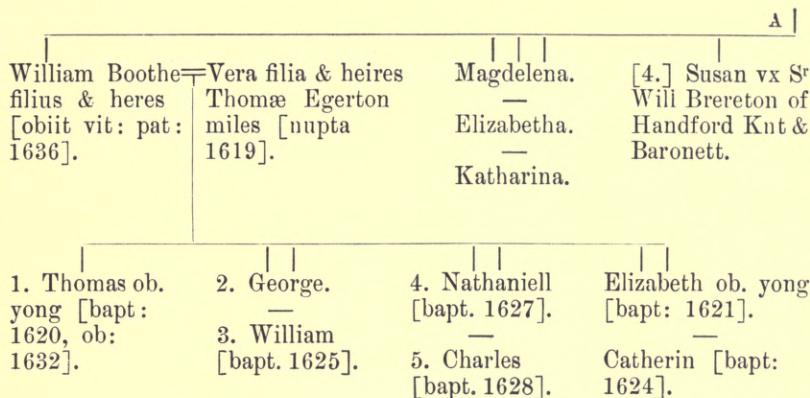 A
William Boothe
filius & heres
[obiit vit: pat:
1636].
Vera filia & heires
Thomæ Egerton
miles [nupta
1619].
Magdelena.
—
Elizabetha.
—
Katharina.
[4.] Susan vx Sr
Will Brereton of
Handford Knt &
Baronett.
1. Thomas ob.
yong [bapt:
1620, ob:
1632].
2. George.
—
3. William
[bapt. 1625].
4. Nathaniell
[bapt. 1627].
—
5. Charles
[bapt. 1628].
Elizabeth ob. yong
[bapt: 1621].
—
Catherin [bapt:
1624].